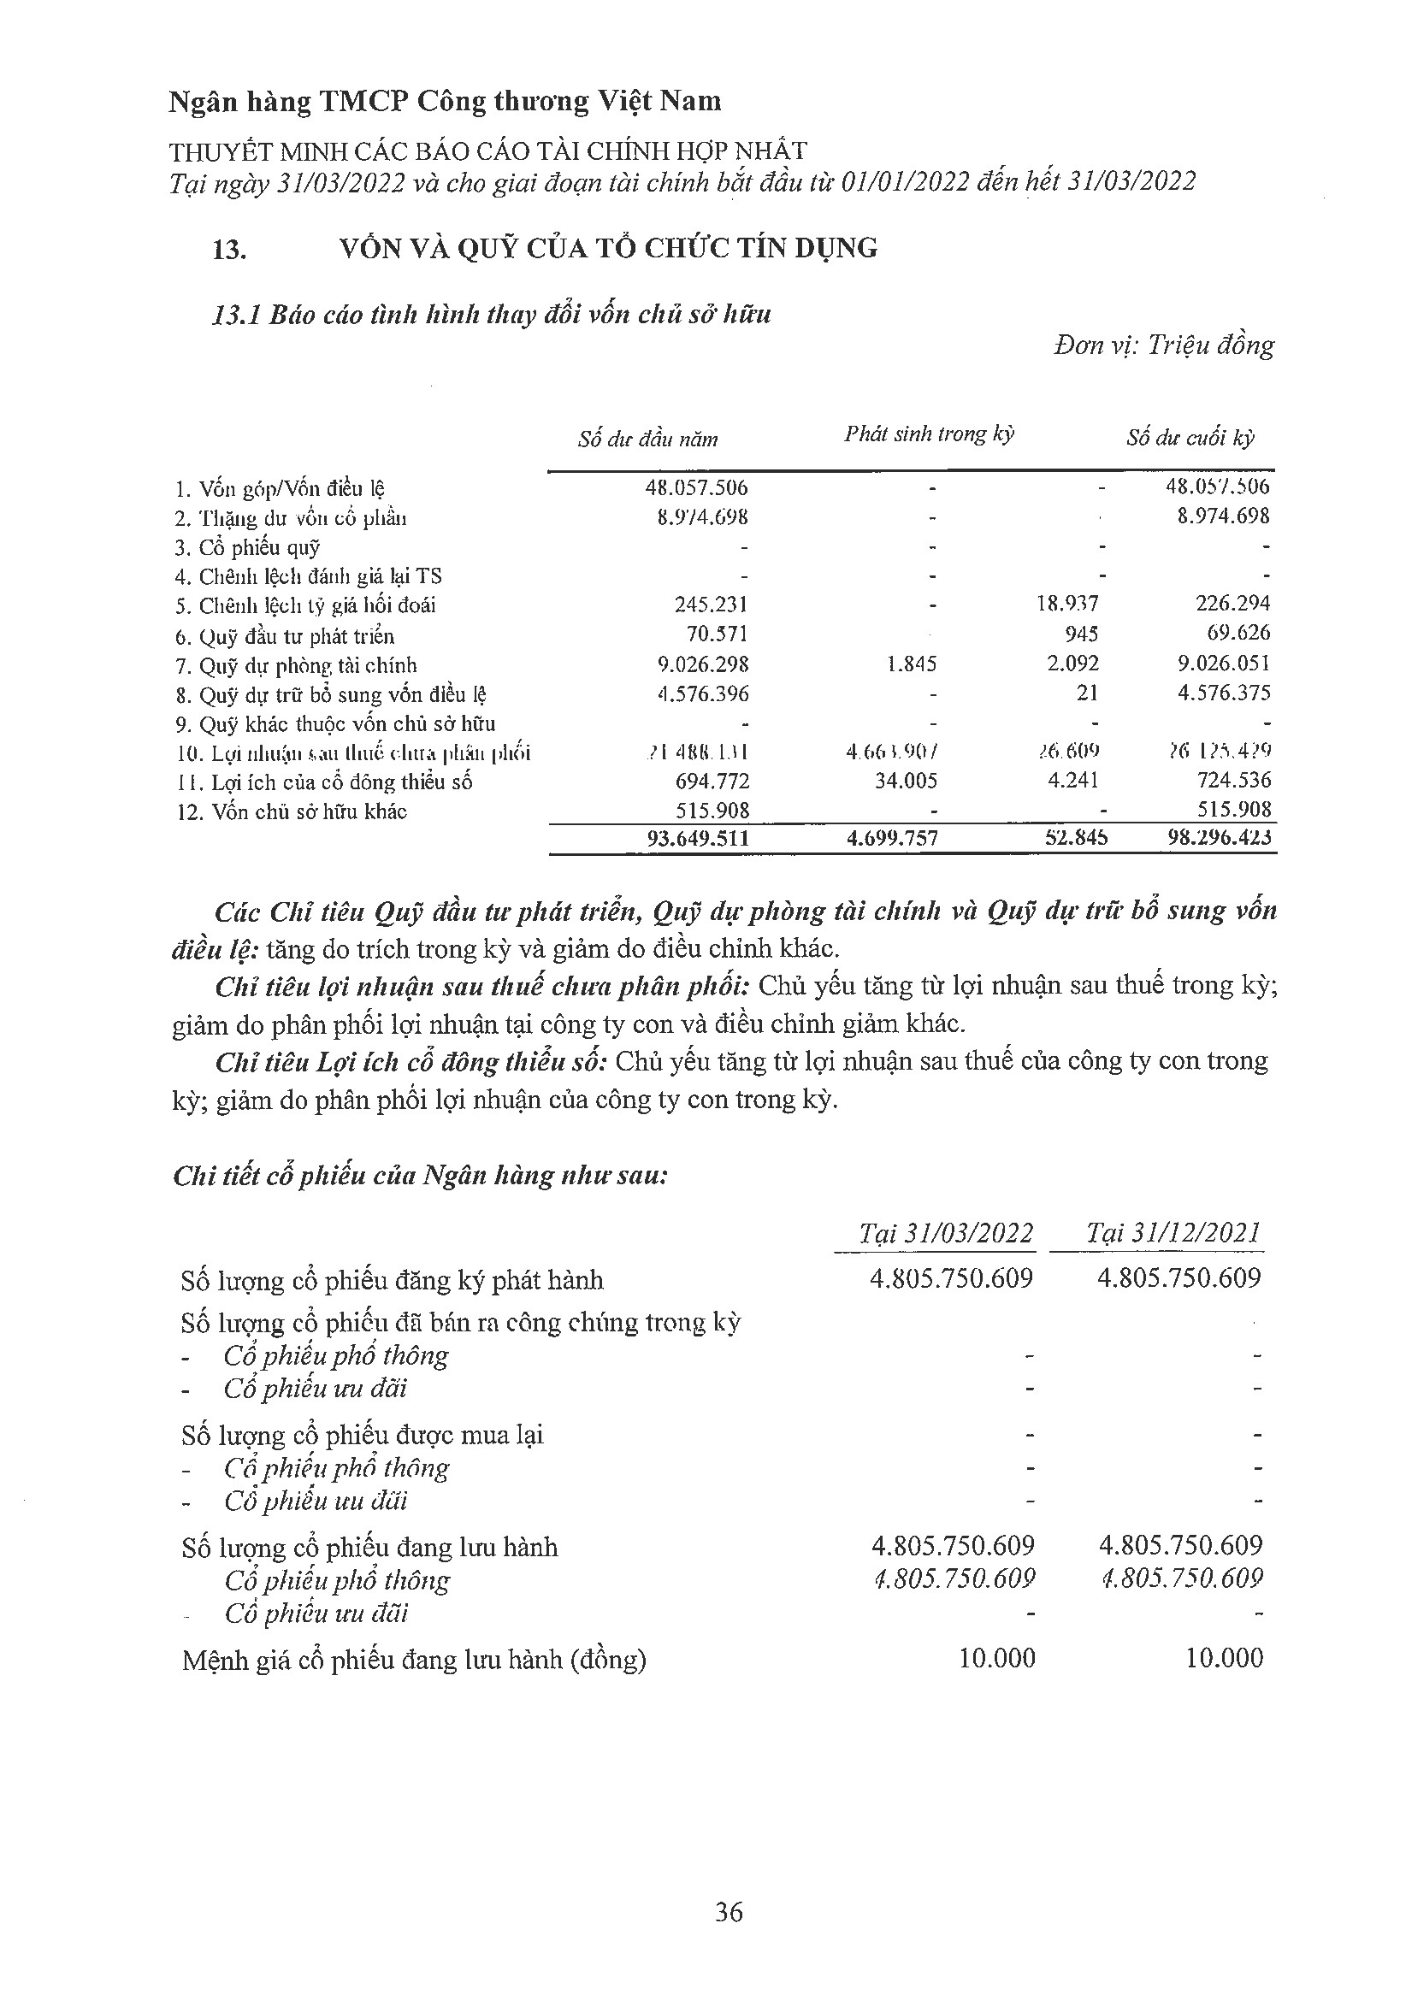 Ngân hàng TMCP Công thương Việt Nam
THUYẾT MINH CÁC BÁO CÁO TÀI CHÍNH HỢP NHẤT
Tại ngày 31/03/2022 và cho giai đoạn tài chính bắt đầu từ 01/01/2022 đến hết 31/03/2022
13. VỐN VÀ QUỸ CỦA TỔ CHỨC TÍN DỤNG
13.1 Báo cáo tình hình thay đổi vốn chủ sở hữu
Đơn vị: Triệu đồng
Số dư đầu năm Phát sinh trong kỳ Số dư cuối kỳ
1. Vốn góp/Vốn điều lệ 48.057.506 - - 48.057.506
2. Thặng dư vốn cổ phần 8.974.698 - 8.974.698
3. Cổ phiếu quỹ - - - -
4. Chênh lệch đánh giá lại TS - - - -
5. Chênh lệch tỷ giá hối đoái 245.231 - 18.937 226.294
6. Quỹ đầu tư phát triển 70.571 945 69.626
7. Quỹ dự phòng tài chính 9.026.298 1.845 2.092 9.026.051
8. Quỹ dự trữ bổ sung vốn điều lệ 4.576.396 - 21 4.576.375
9. Quỹ khác thuộc vốn chủ sở hữu - - - -
10. Lợi nhuận sau thuế chưa phân phối 21.488.131 4.663.907 26.609 26.125.429
11. Lợi ích của cổ đông thiểu số 694.772 34.005 4.241 724.536
12. Vốn chủ sở hữu khác 515.908 - - 515.908
93.649.511 4.699.757 52.845 98.296.423
Các Chỉ tiêu Quỹ đầu tư phát triển, Quỹ dự phòng tài chính và Quỹ dự trữ bổ sung vốn
điều lệ: tăng do trích trong kỳ và giảm do điều chỉnh khác.
Chỉ tiêu lợi nhuận sau thuế chưa phân phối: Chủ yếu tăng từ lợi nhuận sau thuế trong kỳ;
giảm do phân phối lợi nhuận tại công ty con và điều chỉnh giảm khác.
Chỉ tiêu Lợi ích cổ đông thiểu số: Chủ yếu tăng từ lợi nhuận sau thuế của công ty con trong
kỳ; giảm do phân phối lợi nhuận của công ty con trong kỳ.
Chi tiết cổ phiếu của Ngân hàng như sau:
Tại 31/03/2022 Tại 31/12/2021
Số lượng cổ phiếu đăng ký phát hành 4.805.750.609 4.805.750.609
Số lượng cổ phiếu đã bán ra công chúng trong kỳ
- Cổ phiếu phổ thông - -
- Cổ phiếu ưu đãi - -
Số lượng cổ phiếu được mua lại - -
- Cổ phiếu phổ thông - -
- Cổ phiếu ưu đãi - -
Số lượng cổ phiếu đang lưu hành 4.805.750.609 4.805.750.609
Cổ phiếu phổ thông 4.805.750.609 4.805.750.609
- Cổ phiếu ưu đãi - -
Mệnh giá cổ phiếu đang lưu hành (đồng) 10.000 10.000
36